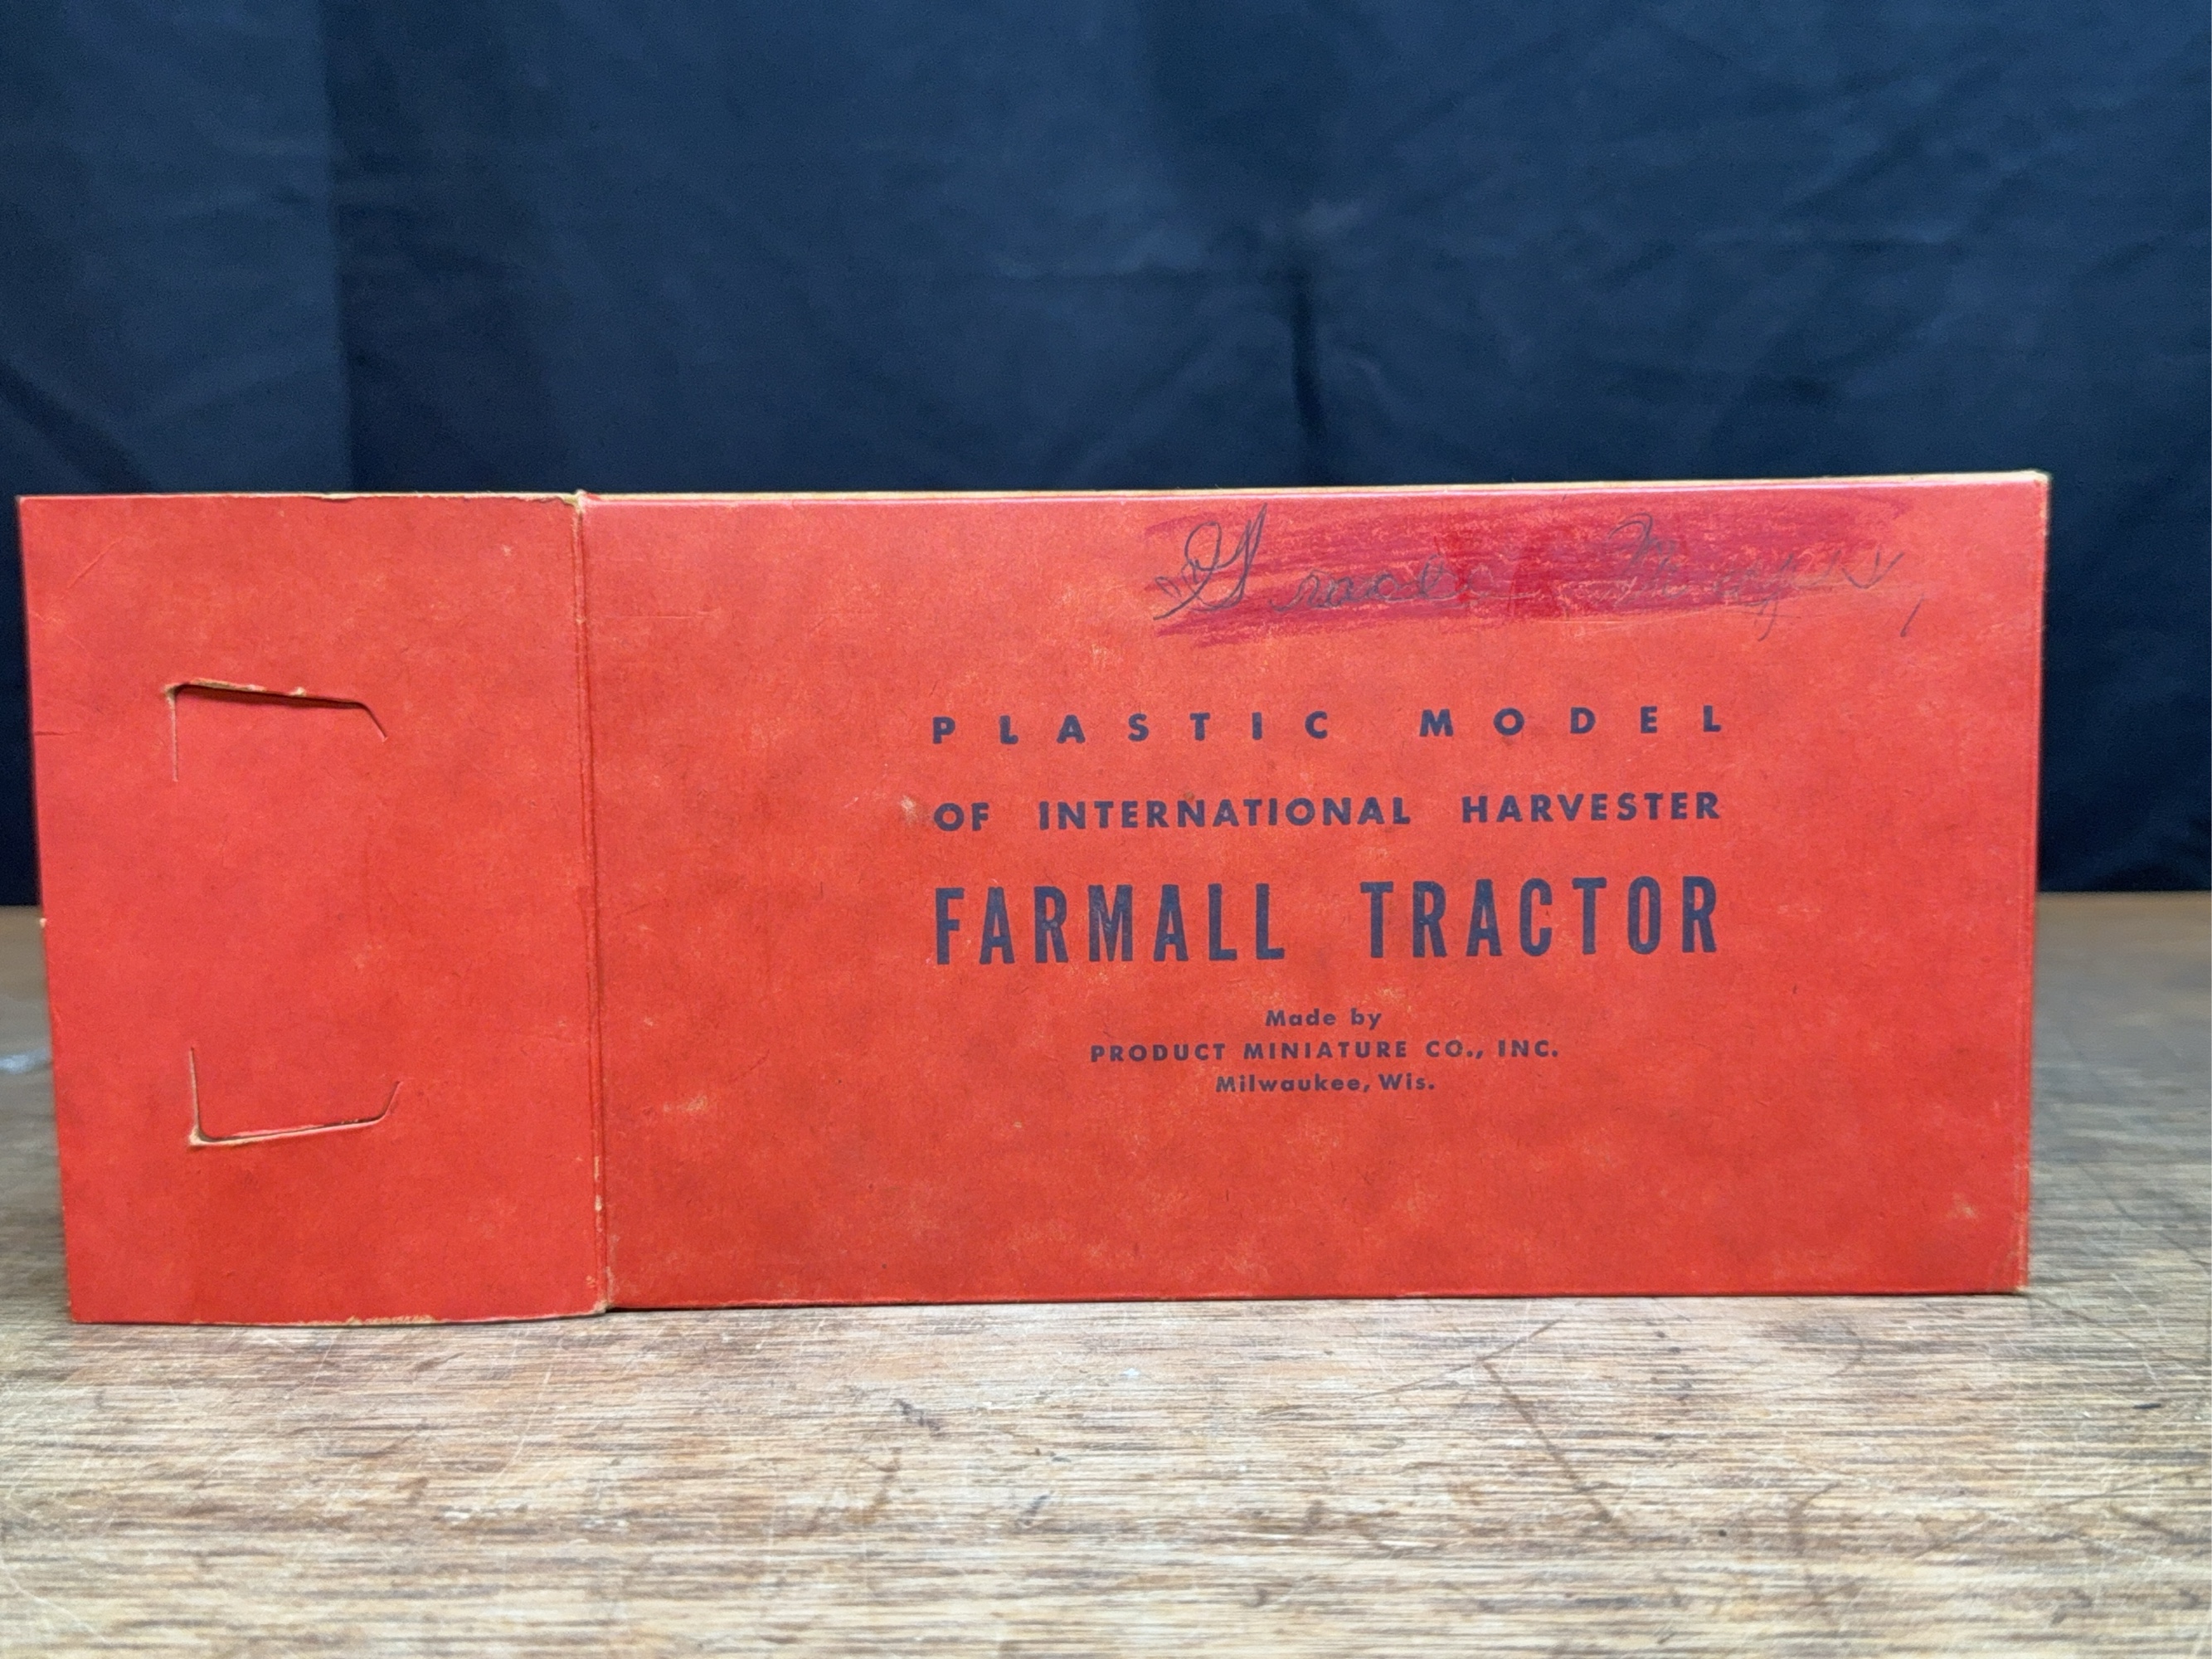 PLASTIC MODEL
OF INTERNATIONAL HARVESTER
FARMALL TRACTOR
Made by
PRODUCT MINIATURE CO., INC.
Milwaukee, Wis.